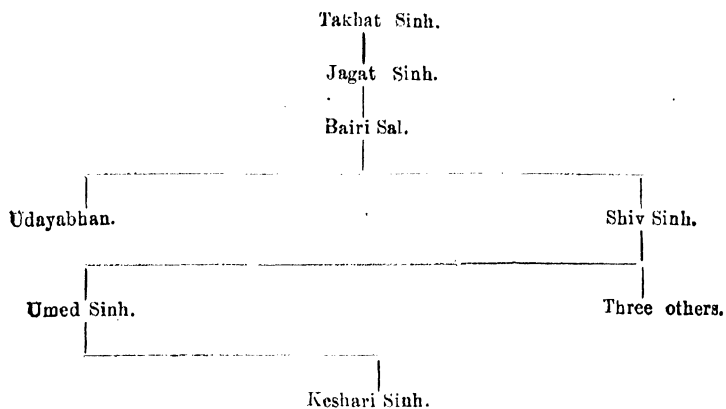 Takhat Sinh.
Jagat Sinh.
Bairi Sal.
Udayabhan. Shiv Sinh.
Umed Sinh. Three others.
Keshari Sinh.